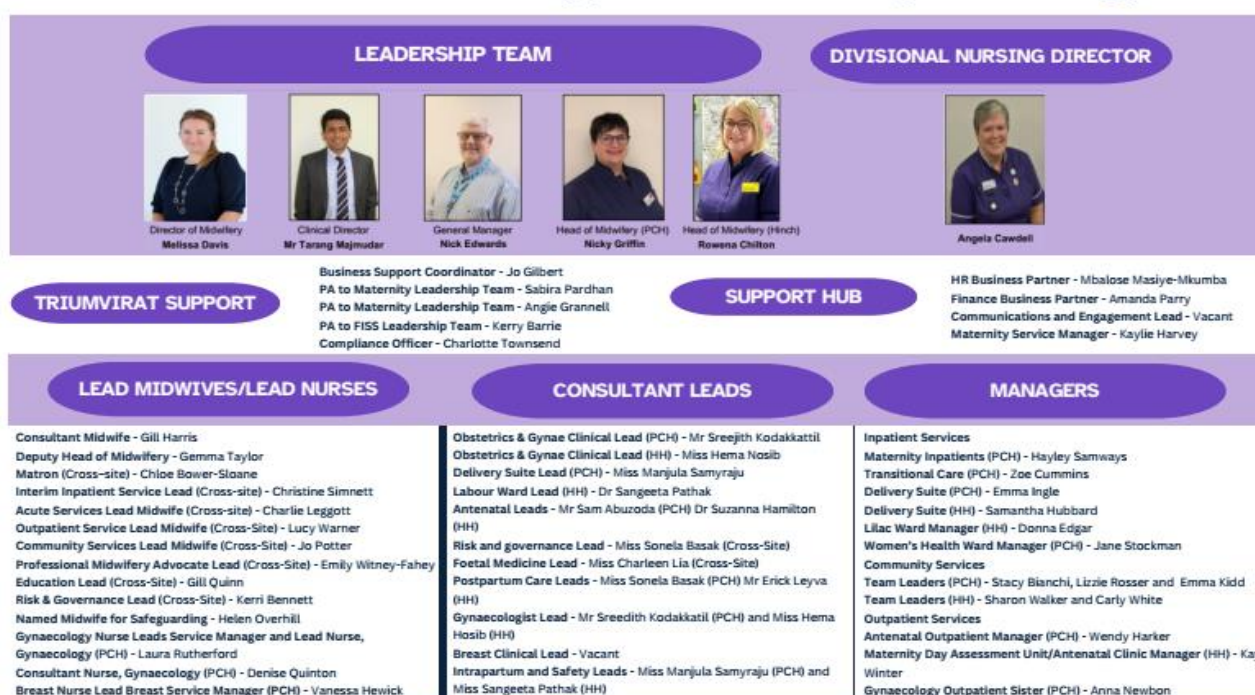 LEADERSHIP TEAM
DIVISIONAL NURSING DIRECTOR
Director of Midwifery
Melissa Davis
Clinical Director
Mr Tarang Majmudar
General Manager
Nick Edwards
Head of Midwifery (PCH)
Nicky Griffin
Head of Midwifery (Hinch)
Rowena Chilton
Angela Cawdell
TRIUMVIRAT SUPPORT
Business Support Coordinator - Jo Gilbert
PA to Maternity Leadership Team - Sabira Pardhan
PA to Maternity Leadership Team - Angie Grannell
PA to FISS Leadership Team - Kerry Barrie
Compliance Officer - Charlotte Townsend
SUPPORT HUB
HR Business Partner - Mbalose Masiye-Mkumba
Finance Business Partner - Amanda Parry
Communications and Engagement Lead - Vacant
Maternity Service Manager - Kaylie Harvey
LEAD MIDWIVES/LEAD NURSES
Consultant Midwife - Gill Harris
Deputy Head of Midwifery - Gemma Taylor
Matron (Cross-site) - Chloe Bower-Sloane
Interim Inpatient Service Lead (Cross-site) - Christine Simnett
Acute Services Lead Midwife (Cross-site) - Charlie Leggott
Outpatient Service Lead Midwife (Cross-Site) - Lucy Warner
Community Services Lead Midwife (Cross-Site) - Jo Potter
Professional Midwifery Advocate Lead (Cross-Site) - Emily Witney-Fahey
Education Lead (Cross-Site) - Gill Quinn
Risk & Governance Lead (Cross-Site) - Kerri Bennett
Named Midwife for Safeguarding - Helen Overhill
Gynaecology Nurse Leads Service Manager and Lead Nurse,
Gynaecology (PCH) - Laura Rutherford
Consultant Nurse, Gynaecology (PCH) - Denise Quinton
Breast Nurse Lead Breast Service Manager (PCH) - Vanessa Hewick
CONSULTANT LEADS
Obstetrics & Gynae Clinical Lead (PCH) - Mr Sreejith Kodakkattil
Obstetrics & Gynae Clinical Lead (HH) - Miss Hema Nosib
Delivery Suite Lead (PCH) - Miss Manjula Samyraju
Labour Ward Lead (HH) - Dr Sangeeta Pathak
Antenatal Leads - Mr Sam Abuzoda (PCH) Dr Suzanna Hamilton
(HH)
Risk and governance Lead - Miss Sonela Basak (Cross-Site)
Foetal Medicine Lead - Miss Charleen Lia (Cross-Site)
Postpartum Care Leads - Miss Sonela Basak (PCH) Mr Erick Leyva
(HH)
Gynaecologist Lead - Mr Sreedith Kodakkatil (PCH) and Miss Hema
Hosib (HH)
Breast Clinical Lead - Vacant
Intrapartum and Safety Leads - Miss Manjula Samyraju (PCH) and
Miss Sangeeta Pathak (HH)
MANAGERS
Inpatient Services
Maternity Inpatients (PCH) - Hayley Samways
Transitional Care (PCH) - Zoe Cummins
Delivery Suite (PCH) - Emma Ingle
Delivery Suite (HH) - Samantha Hubbard
Lilac Ward Manager (HH) - Donna Edgar
Women's Health Ward Manager (PCH) - Jane Stockman
Community Services
Team Leaders (PCH) - Stacy Bianchi, Lizzie Rosser and Emma Kidd
Team Leaders (HH) - Sharon Walker and Carly White
Outpatient Services
Antenatal Outpatient Manager (PCH) - Wendy Harker
Maternity Day Assessment Unit/Antenatal Clinic Manager (HH) -
Winter
Gynaecology Outpatient Sister (PCH) - Anna Newbon